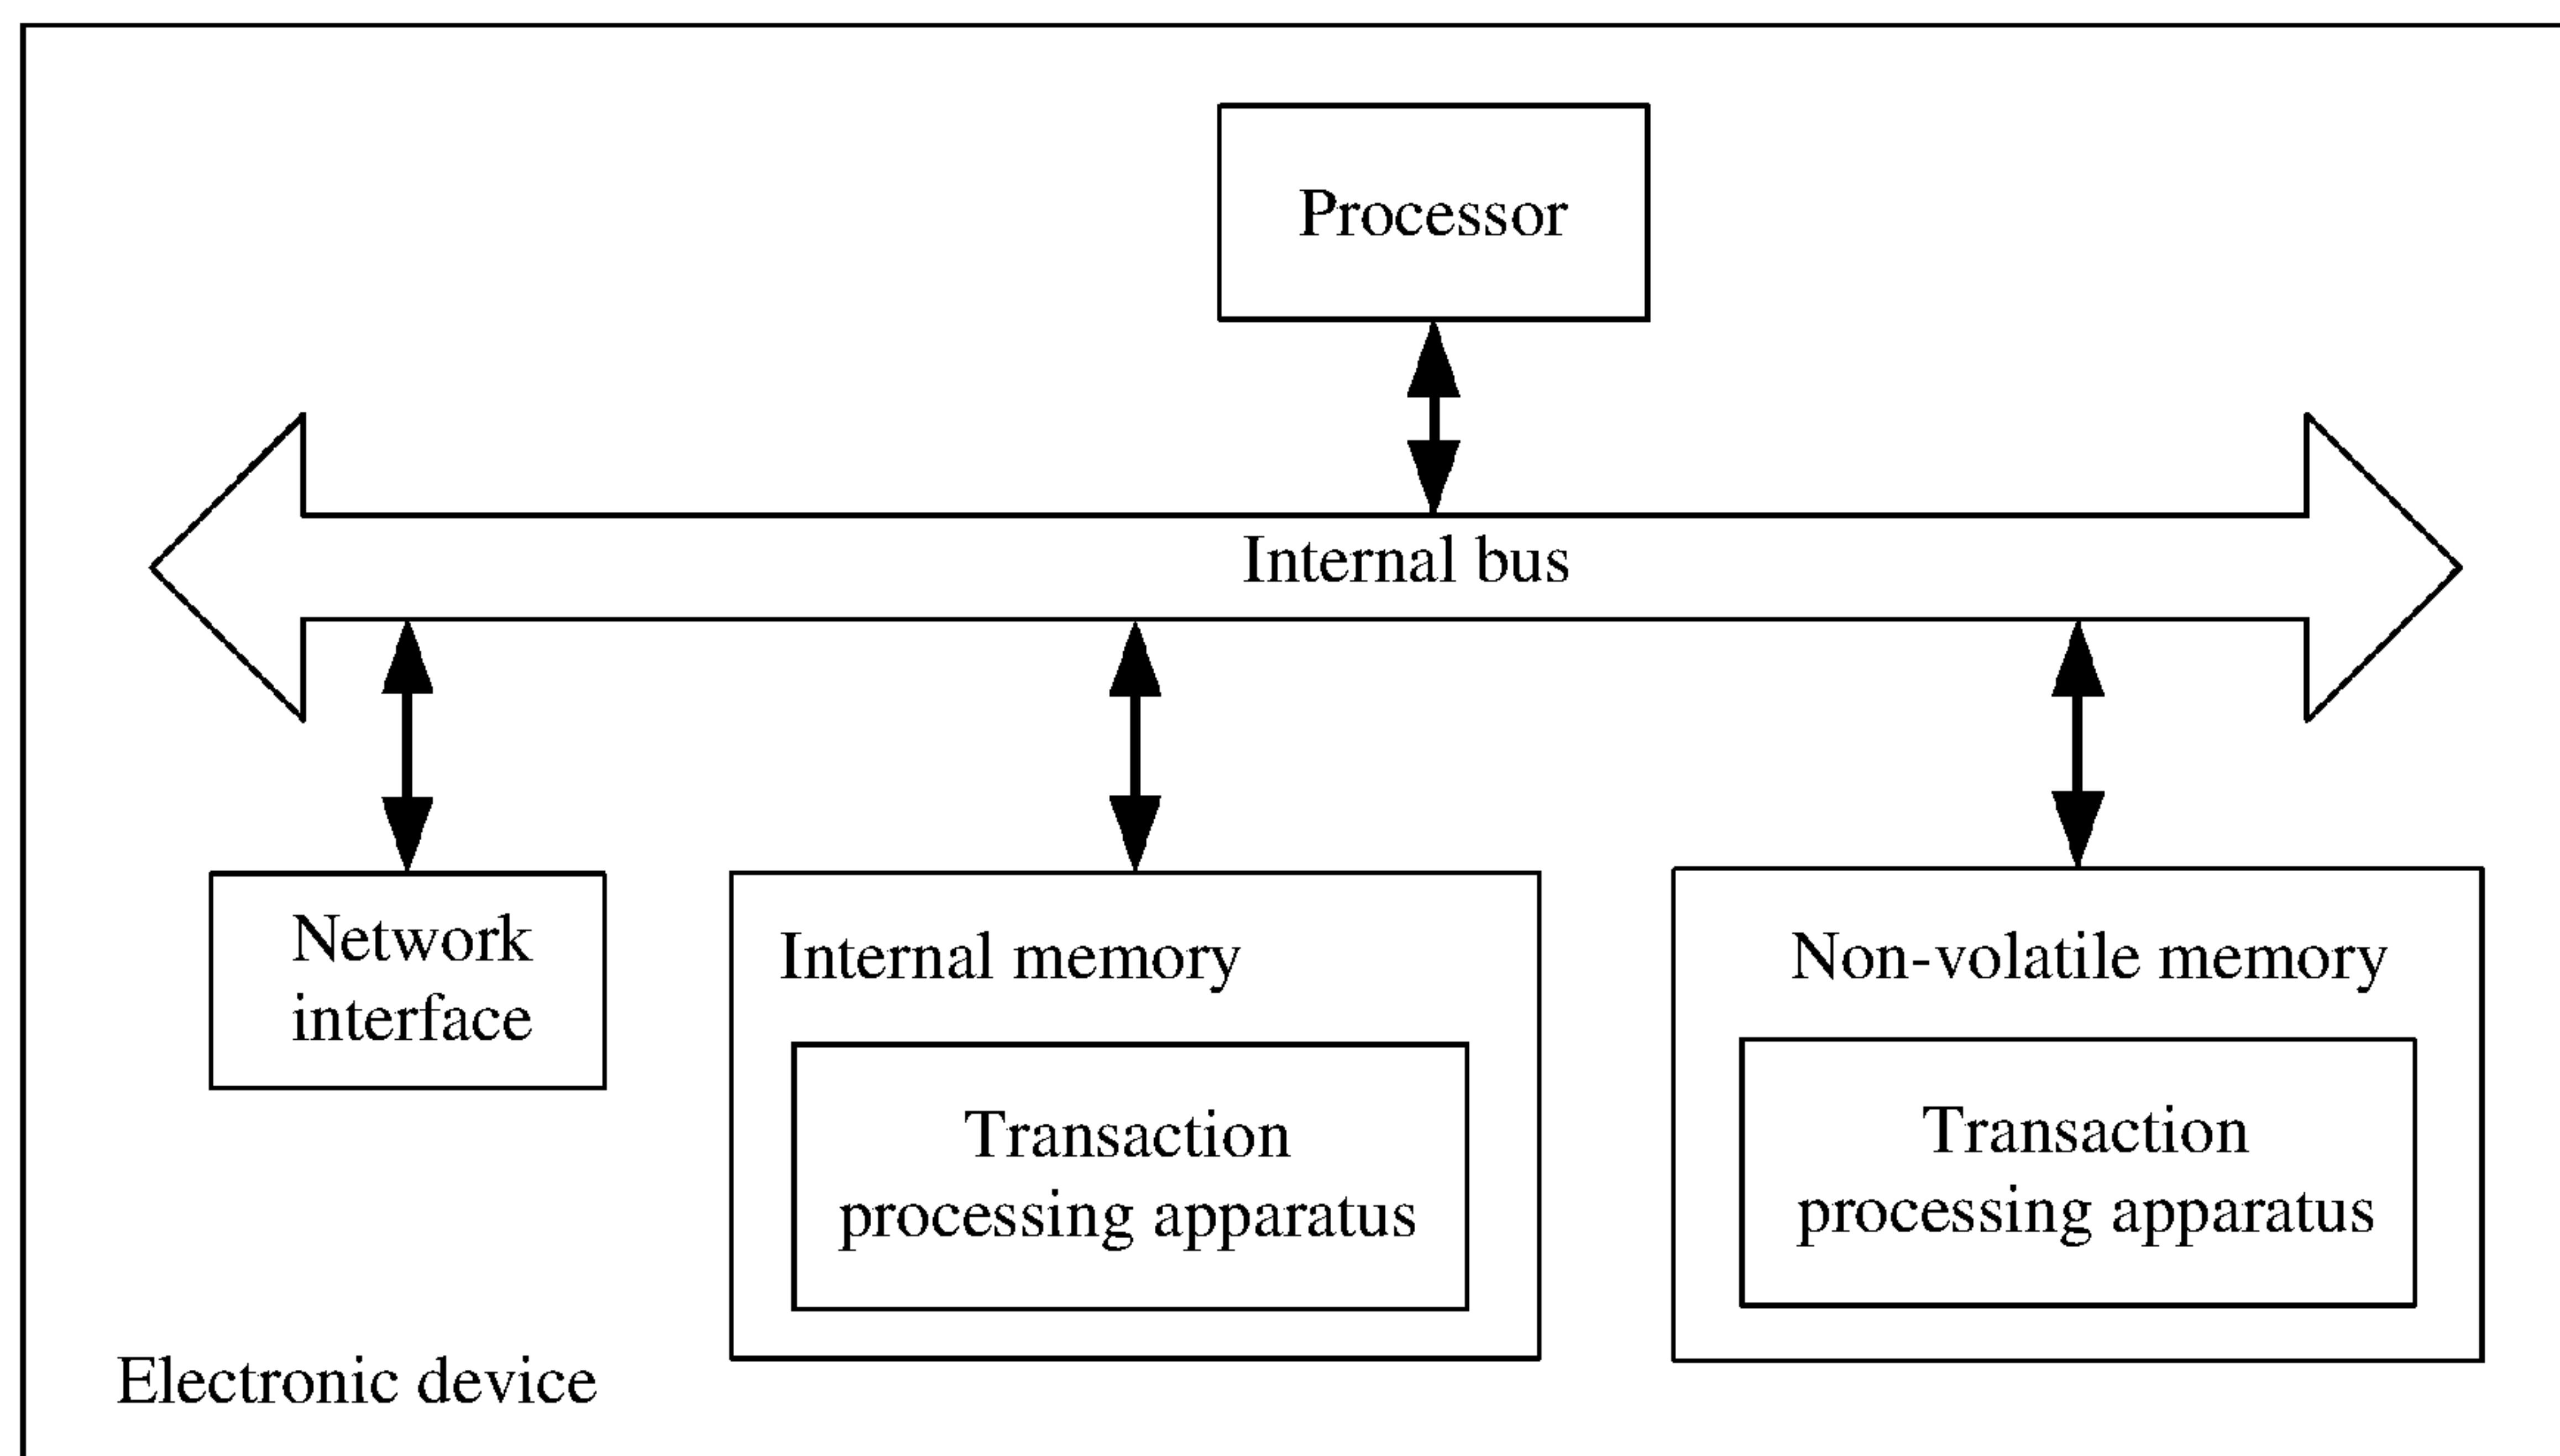 Processor
Internal bus
Network
interface
Internal memory
Transaction
processing apparatus
Non-volatile memory
Transaction
processing apparatus
Electronic device